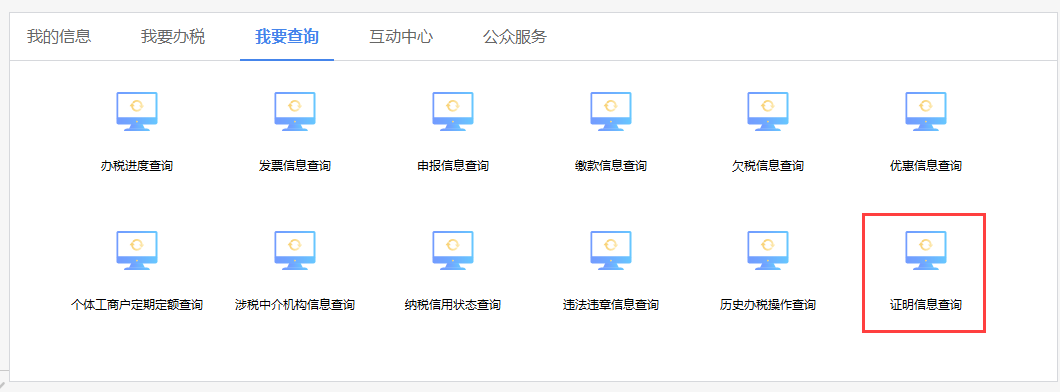 我的信息 我要办税 我要查询 互动中心 公众服务
办税进度查询 发票信息查询 申报信息查询 缴款信息查询 欠税信息查询 优惠信息查询
个体工商户定期定额查询 涉税中介机构信息查询 纳税信用状态查询 违法违章信息查询 历史办税操作查询 证明信息查询